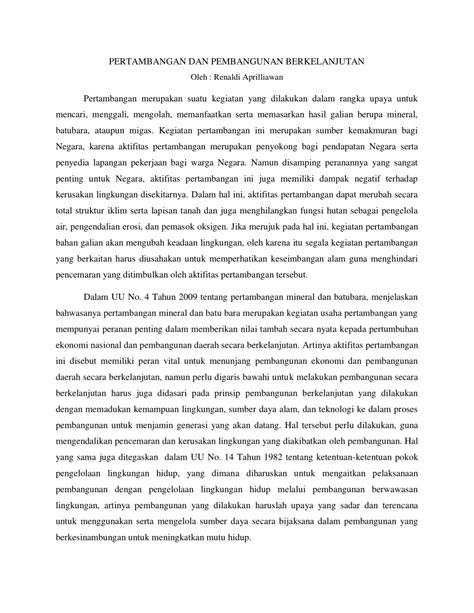 PERTAMBANGAN DAN PEMBANGUNAN BERKELANJUTAN
Oleh : Renaldi Aprilliawan
Pertambangan merupakan suatu kegiatan yang dilakukan dalam rangka upaya untuk
mencari, menggali, mengolah, memanfaatkan serta memasarkan hasil galian berupa mineral,
batubara, ataupun migas. Kegiatan pertambangan ini merupakan sumber kemakmuran bagi
Negara, karena aktifitas pertambangan merupakan penyokong bagi pendapatan Negara serta
penyedia lapangan pekerjaan bagi warga Negara. Namun disamping peranannya yang sangat
penting untuk Negara, aktifitas pertambangan ini juga memiliki dampak negatif terhadap
kerusakan lingkungan disekitarnya. Dalam hal ini, aktifitas pertambangan dapat merubah secara
total struktur iklim serta lapisan tanah dan juga menghilangkan fungsi hutan sebagai pengelola
air, pengendalian erosi, dan pemasok oksigen. Jika merujuk pada hal ini, kegiatan pertambangan
bahan galian akan mengubah keadaan lingkungan, oleh karena itu segala kegiatan pertambangan
yang berkaitan harus diusahakan untuk memperhatikan keseimbangan alam guna menghindari
pencemaran yang ditimbulkan oleh aktifitas pertambangan tersebut.
Dalam UU No. 4 Tahun 2009 tentang pertambangan mineral dan batubara, menjelaskan
bahwasanya pertambangan mineral dan batu bara merupakan kegiatan usaha pertambangan yang
mempunyai peranan penting dalam memberikan nilai tambah secara nyata kepada pertumbuhan
ekonomi nasional dan pembangunan daerah secara berkelanjutan. Artinya aktifitas pertambangan
ini disebut memiliki peran vital untuk menunjang pembangunan ekonomi dan pembangunan
daerah secara berkelanjutan, namun perlu digaris bawahi untuk melakukan pembangunan secara
berkelanjutan harus juga didasari pada prinsip pembangunan berkelanjutan yang dilakukan
dengan memadukan kemampuan lingkungan, sumber daya alam, dan teknologi ke dalam proses
pembangunan untuk menjamin generasi yang akan datang. Hal tersebut perlu dilakukan, guna
mengendalikan pencemaran dan kerusakan lingkungan yang diakibatkan oleh pembangunan. Hal
yang sama juga ditegaskan dalam UU No. 14 Tahun 1982 tentang ketentuan-ketentuan pokok
pengelolaan lingkungan hidup, yang dimana diharuskan untuk mengaitkan pelaksanaan
pembangunan dengan pengelolaan lingkungan hidup melalui pembangunan berwawasan
lingkungan, artinya pembangunan yang dilakukan haruslah upaya yang sadar dan terencana
untuk menggunakan serta mengelola sumber daya secara bijaksana dalam pembangunan yang
berkesinambungan untuk meningkatkan mutu hidup.